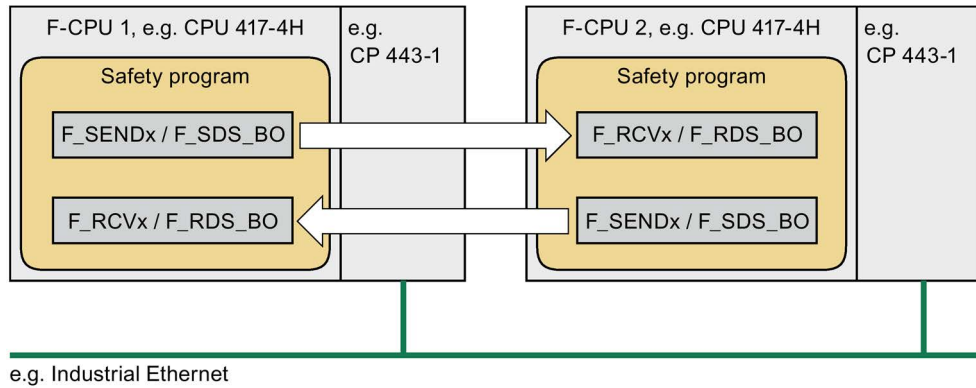 F-CPU 1, e.g. CPU 417-4H
e.g.
CP 443-1
Safety program
F_SENDx / F_SDS_BO
F_RCVx / F_RDS_BO
F-CPU 2, e.g. CPU 417-4H
e.g.
CP 443-1
Safety program
F_RCVx / F_RDS_BO
F_SENDx / F_SDS_BO
e.g. Industrial Ethernet